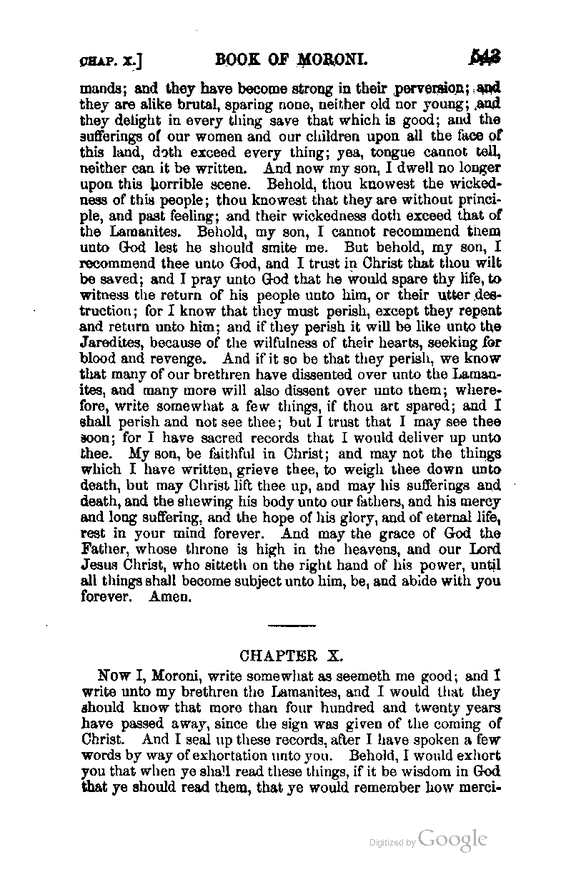 CHAP. X.] BOOK OF MORONI. 543
mands; and they have become strong in their perversion; and
they are alike brutal, sparing none, neither old nor young; and
they delight in every thing save that which is good; and the
sufferings of our women and our children upon all the face of
this land, doth exceed every thing; yea, tongue cannot tell,
neither can it be written. And now my son, I dwell no longer
upon this horrible scene. Behold, thou knowest the wicked-
ness of this people; thou knowest that they are without princi-
ple, and past feeling; and their wickedness doth exceed that of
the Lamanites. Behold, my son, I cannot recommend them
unto God lest he should smite me. But behold, my son, I
recommend thee unto God, and I trust in Christ that thou wilt
be saved; and I pray unto God that he would spare thy life, to
witness the return of his people unto him, or their utter des-
truction; for I know that they must perish, except they repent
and return unto him; and if they perish it will be like unto the
Jaredites, because of the wilfulness of their hearts, seeking for
blood and revenge. And if it so be that they perish, we know
that many of our brethren have dissented over unto the Laman-
ites, and many more will also dissent over unto them; where-
fore, write somewhat a few things, if thou art spared; and I
shall perish and not see thee; but I trust that I may see thee
soon; for I have sacred records that I would deliver up unto
thee. My son, be faithful in Christ; and may not the things
which I have written, grieve thee, to weigh thee down unto
death, but may Christ lift thee up, and may his sufferings and
death, and the shewing his body unto our fathers, and his mercy
and long suffering, and the hope of his glory, and of eternal life,
rest in your mind forever. And may the grace of God the
Father, whose throne is high in the heavens, and our Lord
Jesus Christ, who sitteth on the right hand of his power, until
all things shall become subject unto him, be, and abide with you
forever. Amen.
CHAPTER X.
Now I, Moroni, write somewhat as seemeth me good; and I
write unto my brethren the Lamanites, and I would that they
should know that more than four hundred and twenty years
have passed away, since the sign was given of the coming of
Christ. And I seal up these records, after I have spoken a few
words by way of exhortation unto you. Behold, I would exhort
you that when ye shall read these things, if it be wisdom in God
that ye should read them, that ye would remember how merci-
Digitized by Google